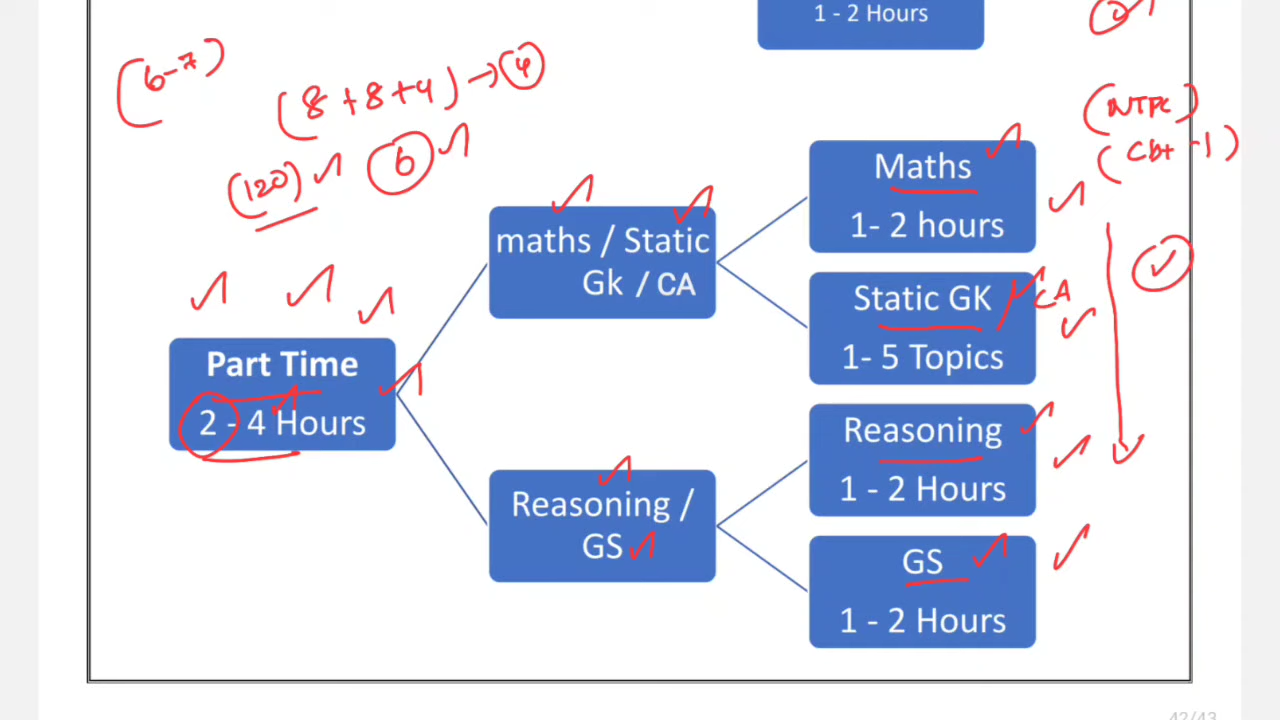 1 - 2 Hours
(6-7)
(8+8+4) → 4
(120)
6
(NTPC)
(Cbt -1)
Maths
1- 2 hours
maths / Static
Gk / CA
Static GK / CA
1- 5 Topics
Part Time
2 - 4 Hours
Reasoning
1 - 2 Hours
Reasoning /
GS
GS
1 - 2 Hours
42/43